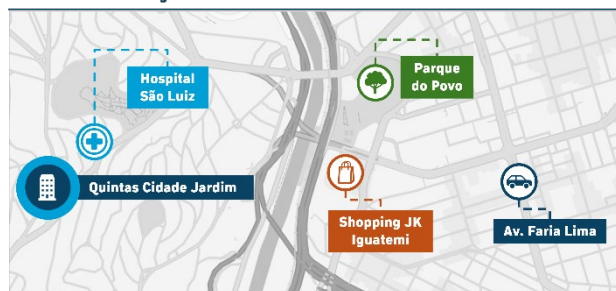 Hospital
São Luiz
Parque
do Povo
Quintas Cidade Jardim
Shopping JK
Iguatemi
Av. Faria Lima